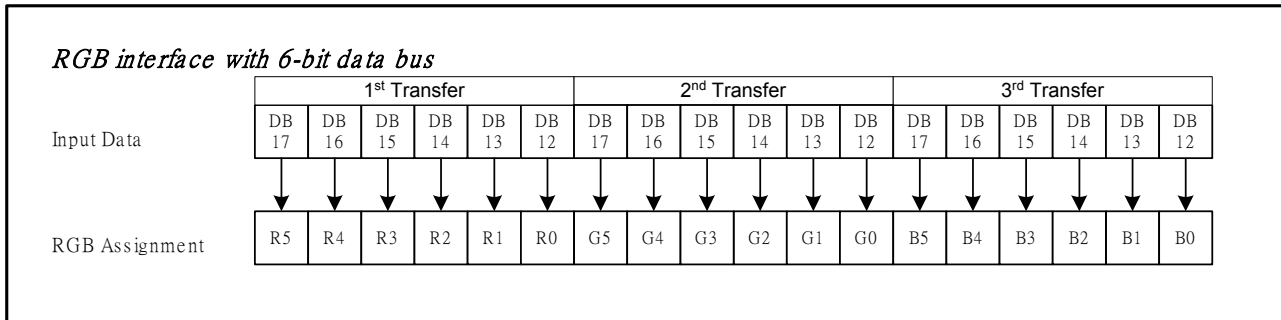 RGB interface with 6-bit data bus
1st Transfer 2nd Transfer 3rd Transfer
Input Data DB 17 DB 16 DB 15 DB 14 DB 13 DB 12 DB 17 DB 16 DB 15 DB 14 DB 13 DB 12 DB 17 DB 16 DB 15 DB 14 DB 13 DB 12
RGB Assignment R5 R4 R3 R2 R1 R0 G5 G4 G3 G2 G1 G0 B5 B4 B3 B2 B1 B0